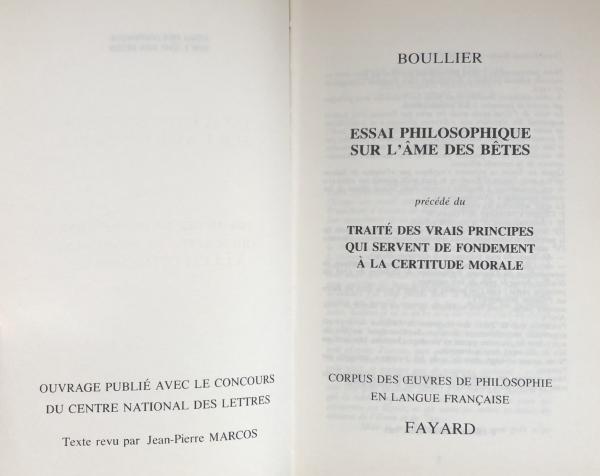 OUVRAGE PUBLIÉ AVEC LE CONCOURS
DU CENTRE NATIONAL DES LETTRES
Texte revu par Jean-Pierre MARCOS
BOULLIER
ESSAI PHILOSOPHIQUE
SUR L'ÂME DES BÊTES
précédé du
TRAITÉ DES VRAIS PRINCIPES
QUI SERVENT DE FONDEMENT
À LA CERTITUDE MORALE
CORPUS DES ŒUVRES DE PHILOSOPHIE
EN LANGUE FRANÇAISE
FAYARD